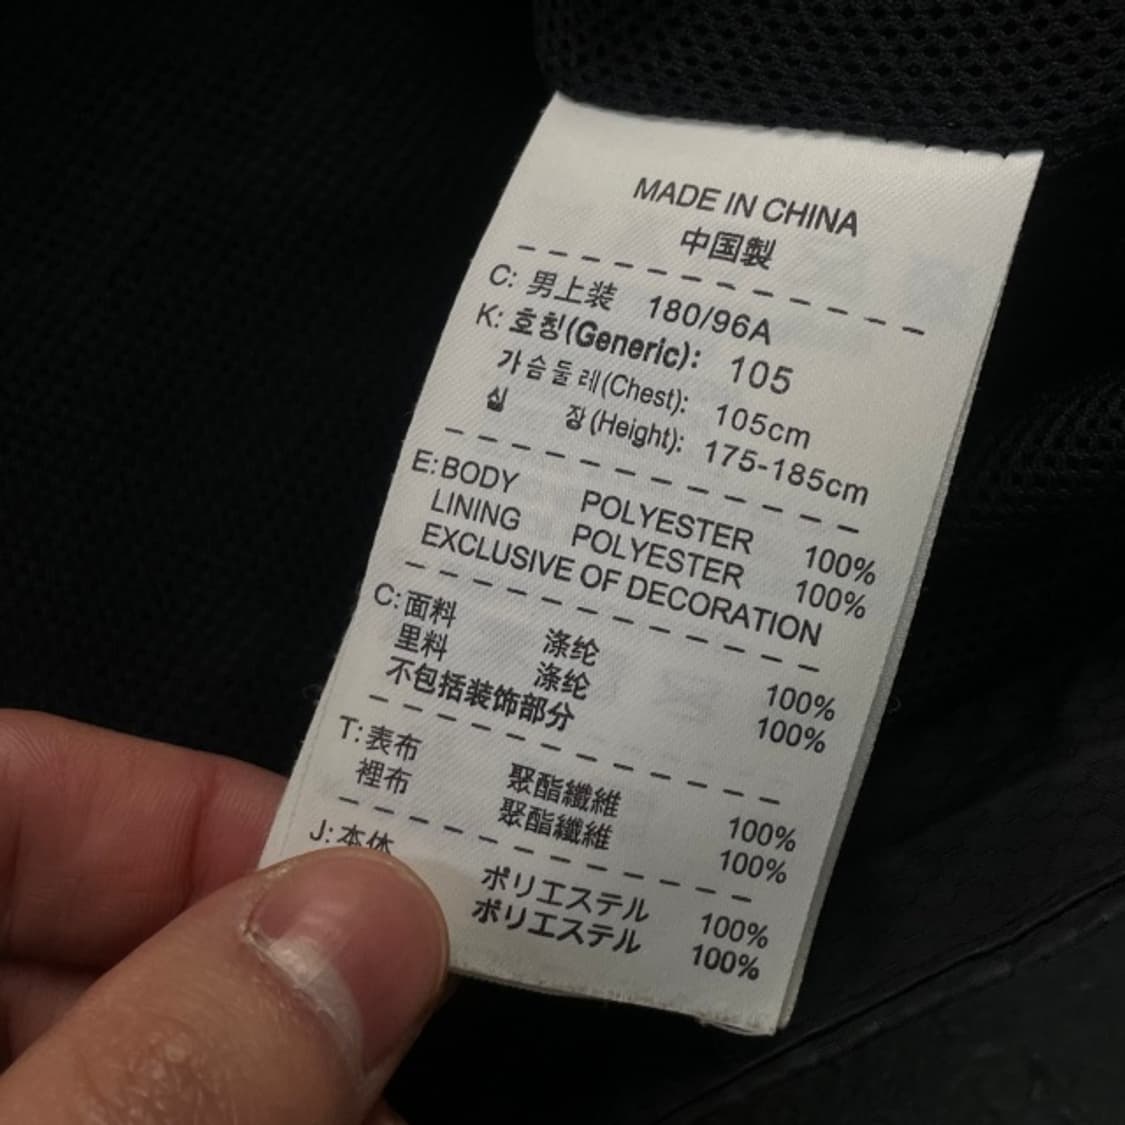 MADE IN CHINA
中国製
C: 男上装 180/96A
K: 호칭(Generic): 105
가슴둘레(Chest): 105cm
실 장(Height): 175-185cm
E: BODY POLYESTER 100%
LINING POLYESTER 100%
EXCLUSIVE OF DECORATION
C: 面料 涤纶 100%
里料 涤纶 100%
不包括装饰部分
T: 表布 聚酯纖維 100%
裡布 聚酯纖維 100%
J: 本体 ポリエステル 100%
ポリエステル 100%